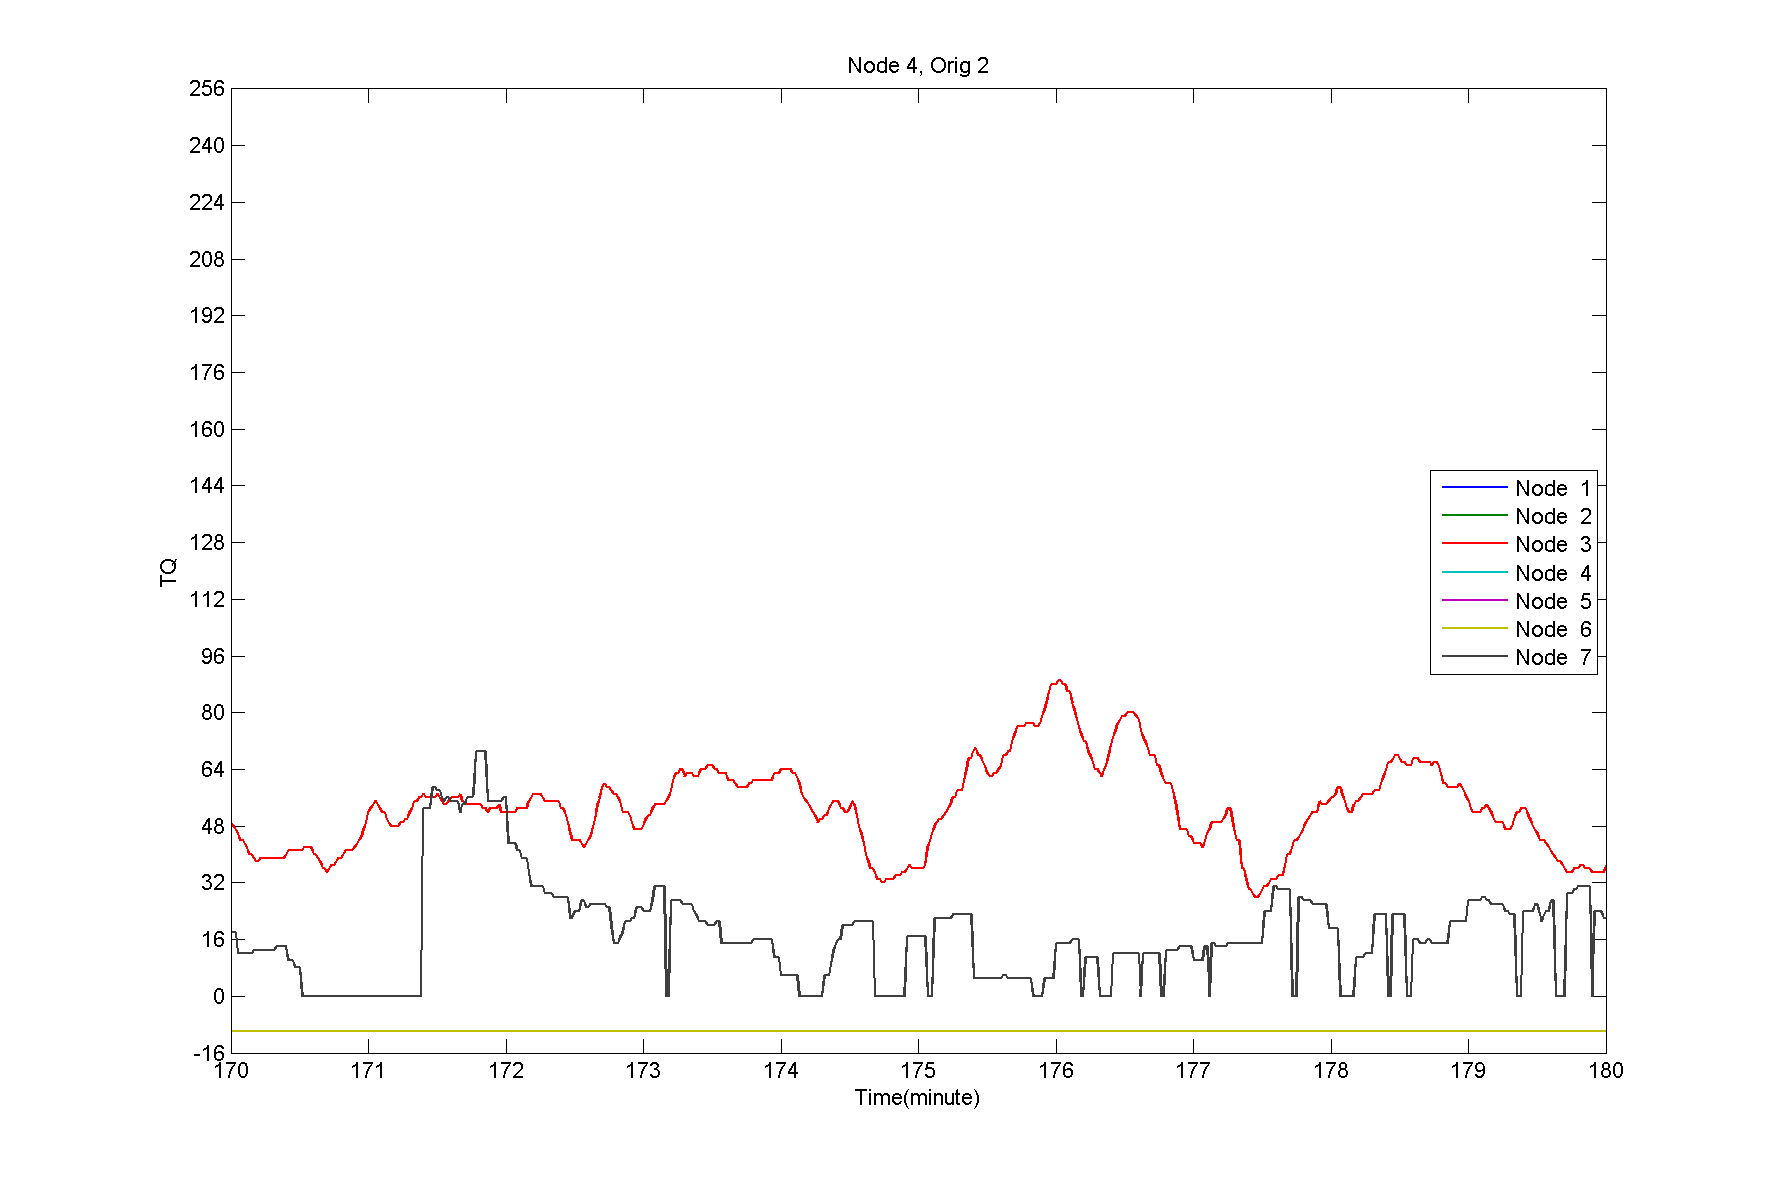 Node 4, Orig 2
256
240
224
208
192
176
160
144
128
112
96
80
64
48
32
16
0
-16
TQ
Node 1
Node 2
Node 3
Node 4
Node 5
Node 6
Node 7
170 171 172 173 174 175 176 177 178 179 180
Time(minute)